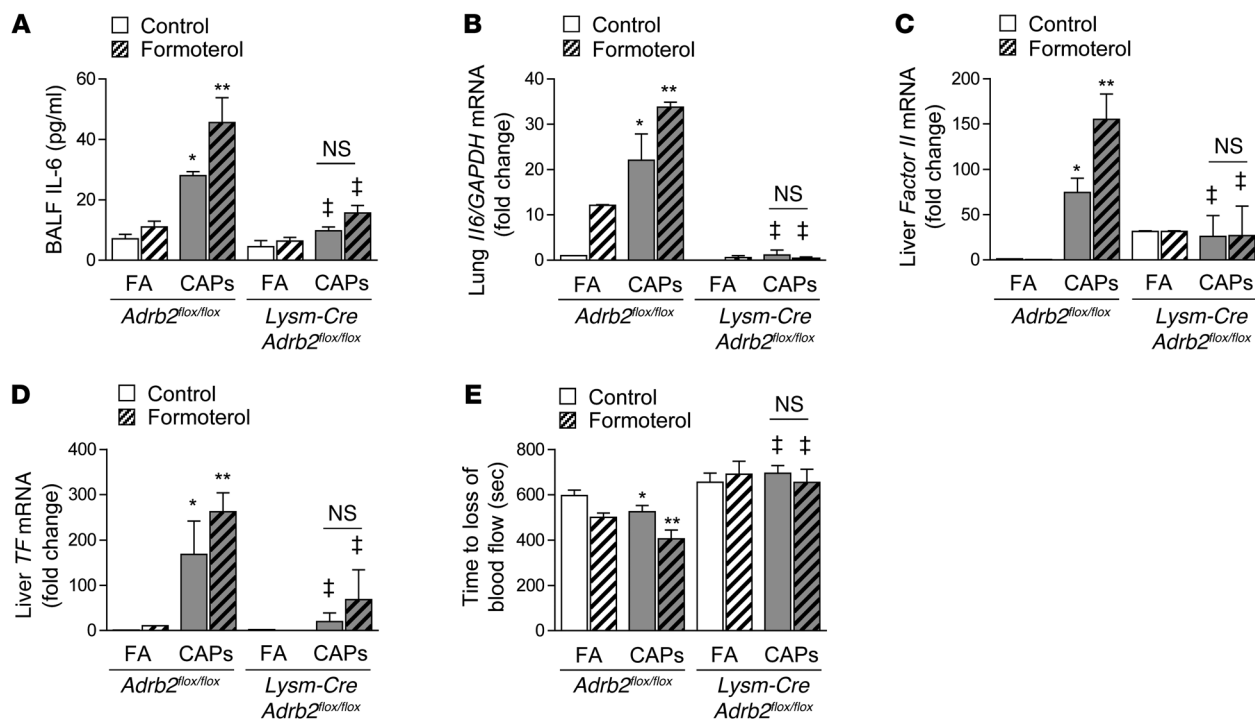 A
Control
Formoterol
BALF IL-6 (pg/ml)
60
40
20
0
*
**
NS
‡
‡
FA
CAPs
FA
CAPs
Adrb2flox/flox
Lysm-Cre
Adrb2flox/flox
B
Control
Formoterol
Lung Il6/GAPDH mRNA
(fold change)
40
30
20
10
0
*
**
NS
‡
‡
FA
CAPs
FA
CAPs
Adrb2flox/flox
Lysm-Cre
Adrb2flox/flox
C
Control
Formoterol
Liver Factor II mRNA
(fold change)
200
150
100
50
0
*
**
NS
‡
‡
FA
CAPs
FA
CAPs
Adrb2flox/flox
Lysm-Cre
Adrb2flox/flox
D
Control
Formoterol
Liver TF mRNA
(fold change)
400
300
200
100
0
*
**
NS
‡
‡
FA
CAPs
FA
CAPs
Adrb2flox/flox
Lysm-Cre
Adrb2flox/flox
E
Control
Formoterol
Time to loss of
blood flow (sec)
800
600
400
200
0
*
**
NS
‡
‡
FA
CAPs
FA
CAPs
Adrb2flox/flox
Lysm-Cre
Adrb2flox/flox